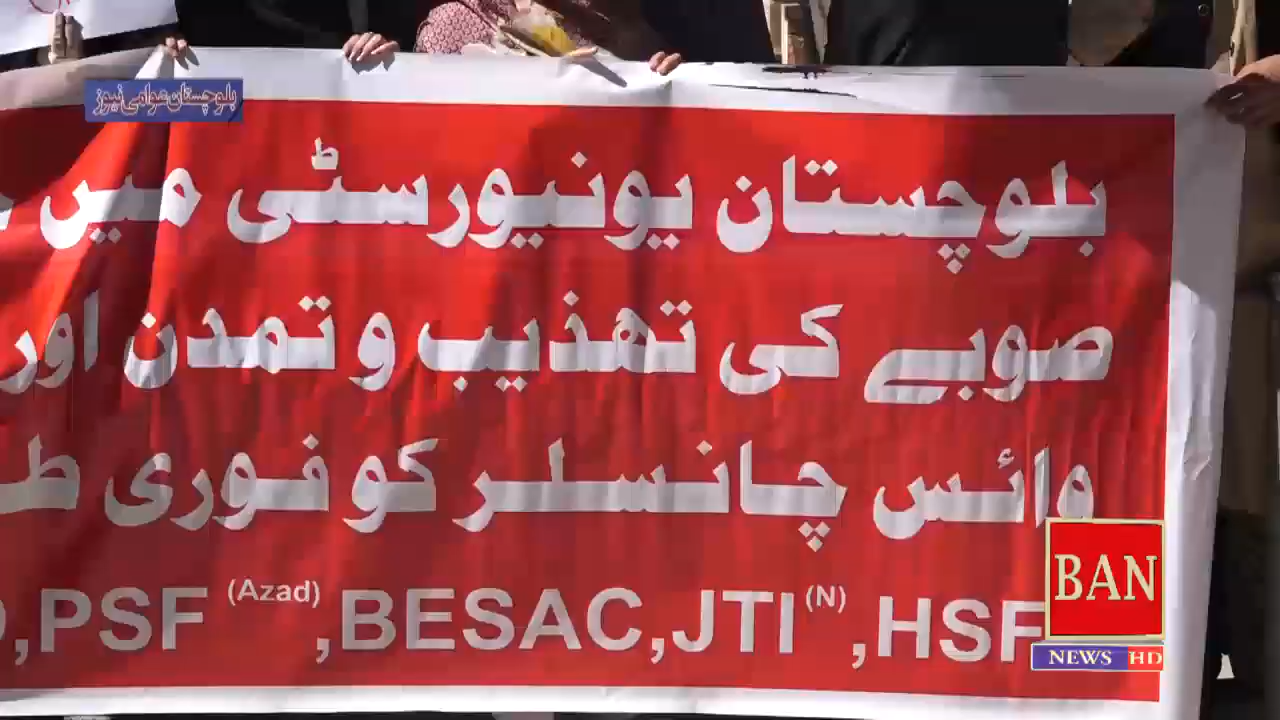 بلوچستان عوامی نیوز
بلوچستان یونیورسٹی میں
صوبے کی تهذیب و تمدن اور
وائس چانسلر کو فوری
,PSF (Azad) ,BESAC,JTI (N) ,HSF
BAN
NEWS HD